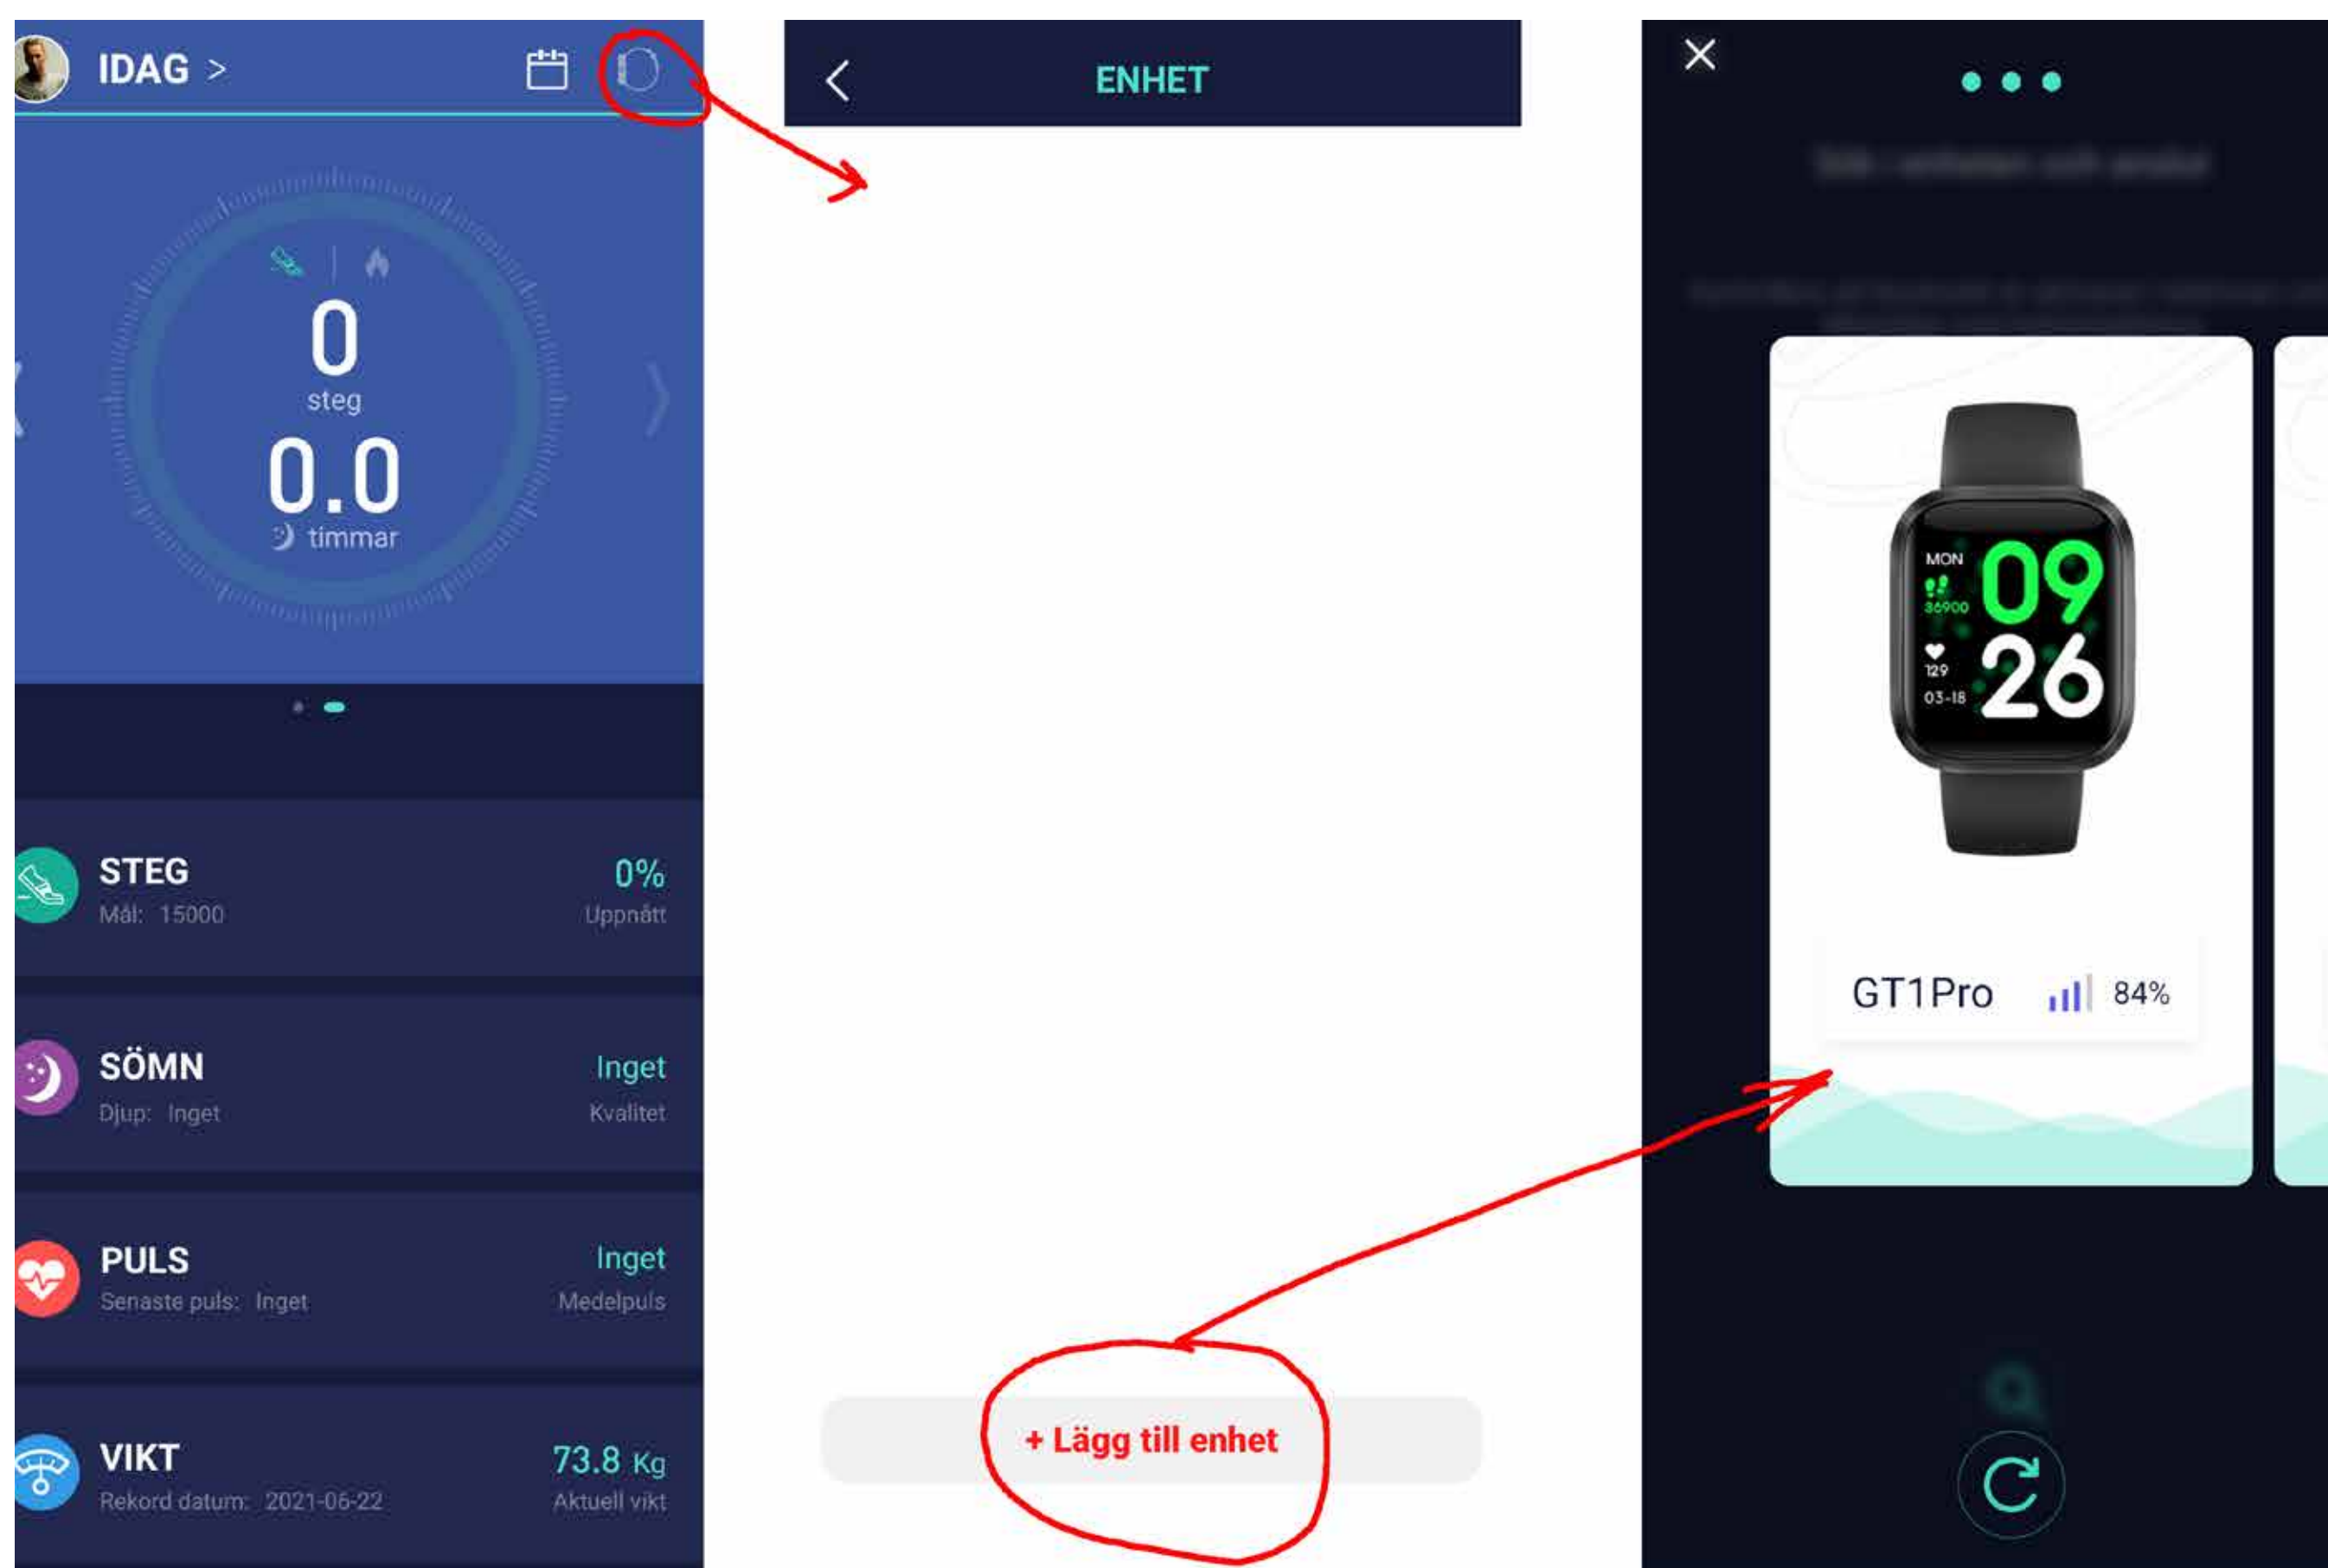 IDAG >
0
steg
0.0
timmar
STEG
0%
Mål: 15000
Uppnått
SÖMN
Inget
Djup: Inget
Kvalitet
PULS
Inget
Senaste puls: Inget
Medelpuls
VIKT
73.8 Kg
Rekord datum: 2021-06-22
Aktuell vikt
ENHET
+ Lägg till enhet
MON
09
36900
26
129
03-18
GT1Pro
84%